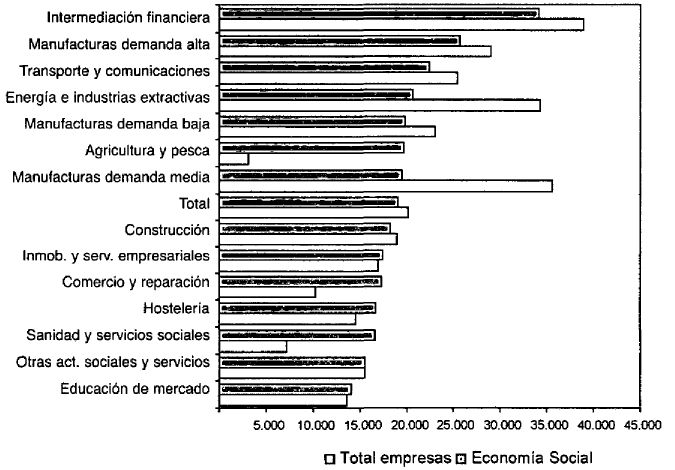 Intermediación financiera
Manufacturas demanda alta
Transporte y comunicaciones
Energía e industrias extractivas
Manufacturas demanda baja
Agricultura y pesca
Manufacturas demanda media
Total
Construcción
Inmob. y serv. empresariales
Comercio y reparación
Hostelería
Sanidad y servicios sociales
Otras act. sociales y servicios
Educación de mercado
5.000 10.000 15.000 20.000 25.000 30.000 35.000 40.000 45.000
Total empresas Economía Social